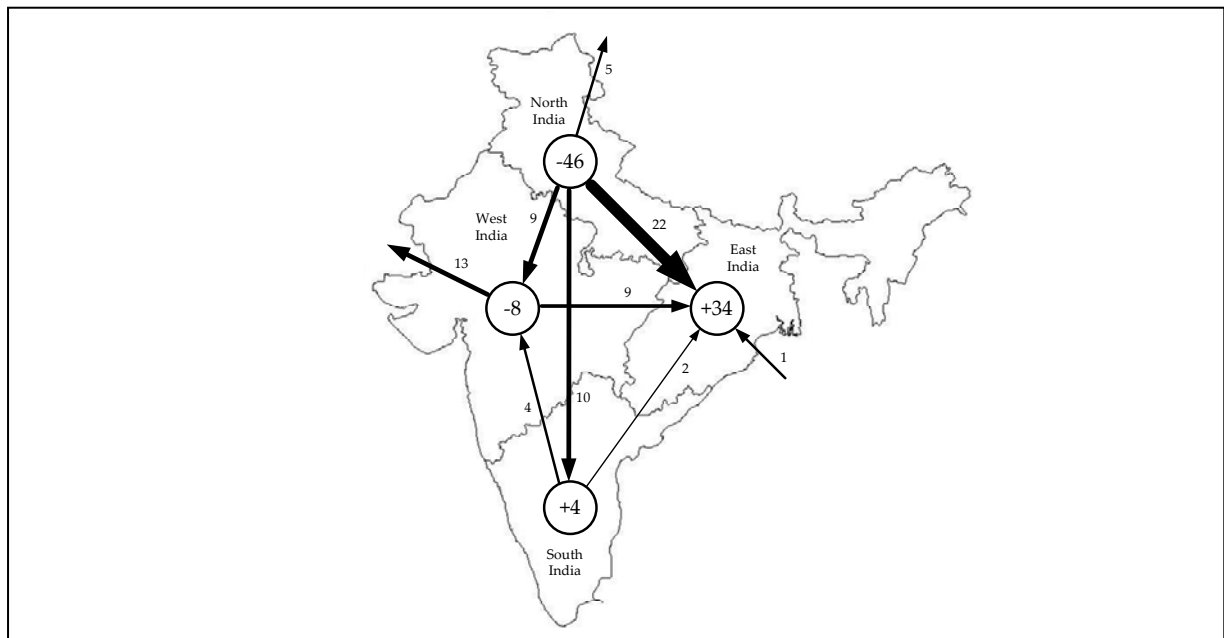 5
North
India
-46
9
22
West
India
East
India
13
9
-8
+34
2
1
4
10
+4
South
India